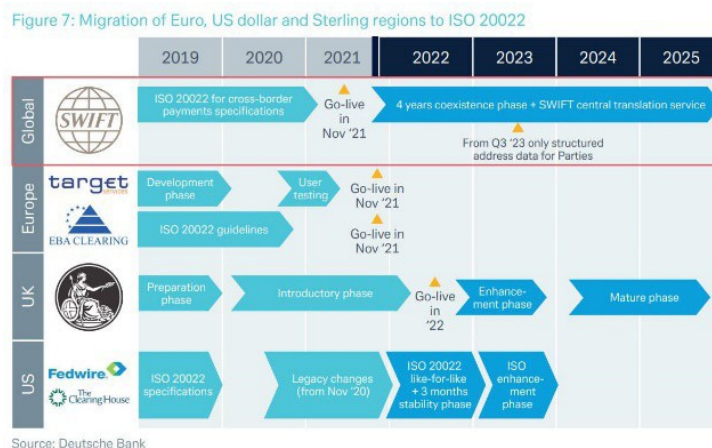 Figure 7: Migration of Euro, US dollar and Sterling regions to ISO 20022
2019
2020
2021
2022
2023
2024
2025
Global
SWIFT
ISO 20022 for cross-border
payments specifications
Go-live
in
Nov '21
4 years coexistence phase + SWIFT central translation service
From Q3 '23 only structured
address data for Parties
Europe
target
services
Development
phase
User
testing
Go-live in
Nov '21
EBA CLEARING
ISO 20022 guidelines
Go-live in
Nov '21
UK
Preparation
phase
Introductory phase
Go-live
in
'22
Enhance-
ment phase
Mature phase
US
Fedwire
The
Clearing House
ISO 20022
specifications
Legacy changes
(from Nov '20)
ISO 20022
like-for-like
+ 3 months
stability phase
ISO
enhance-
ment
phase
Source: Deutsche Bank